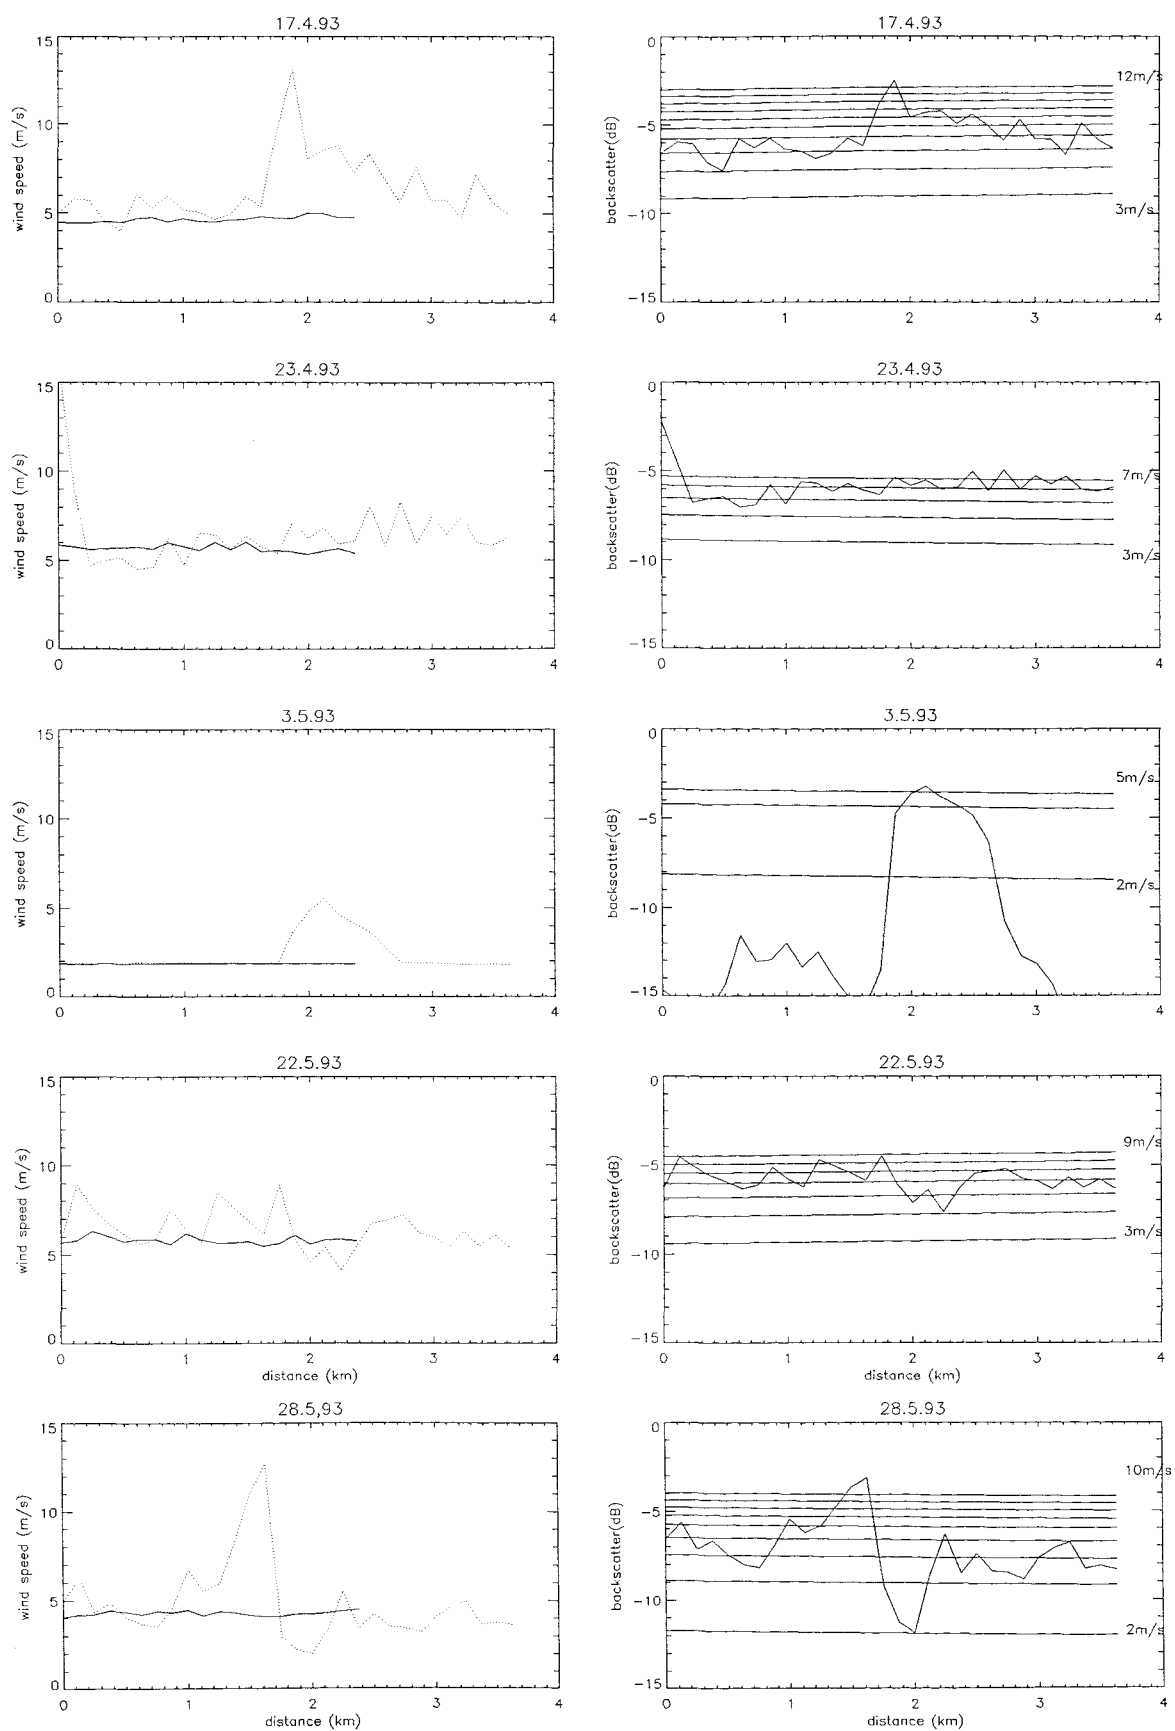 17.4.93
15
10
5
0
wind speed (m/s)
0 1 2 3 4
17.4.93
0
-5
-10
-15
backscatter(dB)
12m/s
3m/s
0 1 2 3 4
23.4.93
15
10
5
0
wind speed (m/s)
0 1 2 3 4
23.4.93
0
-5
-10
-15
backscatter(dB)
7m/s
3m/s
0 1 2 3 4
3.5.93
15
10
5
0
wind speed (m/s)
0 1 2 3 4
3.5.93
0
-5
-10
-15
backscatter(dB)
5m/s
2m/s
0 1 2 3 4
22.5.93
15
10
5
0
wind speed (m/s)
0 1 2 3 4
distance (km)
22.5.93
0
-5
-10
-15
backscatter(dB)
9m/s
3m/s
0 1 2 3 4
distance (km)
28.5,93
15
10
5
0
wind speed (m/s)
0 1 2 3 4
distance (km)
28.5.93
0
-5
-10
-15
backscatter(dB)
10m/s
2m/s
0 1 2 3 4
distance (km)